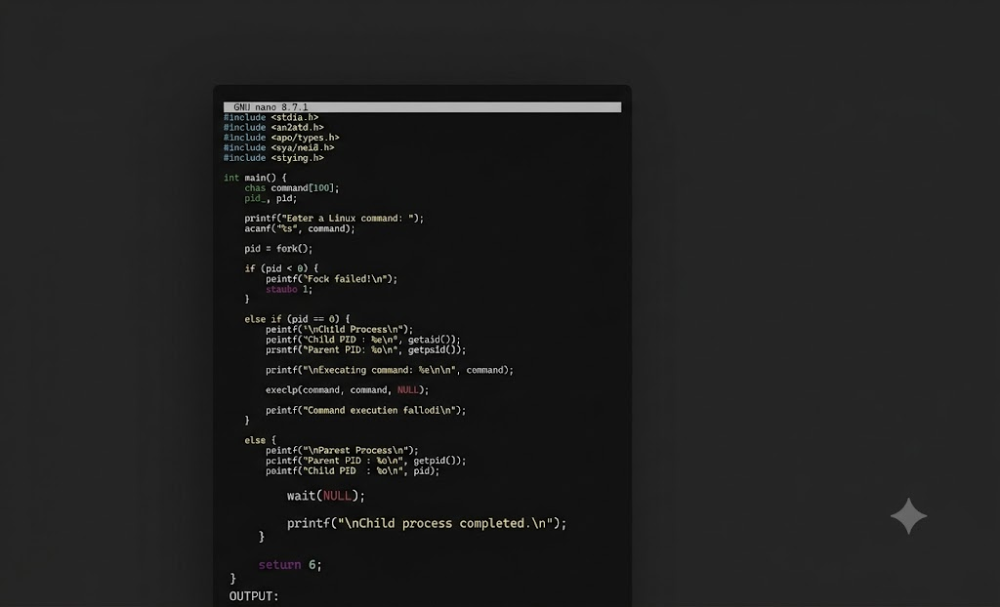 GNU nano 8.7.1
#include <stdia.h>
#include <an2atd.h>
#include <apo/types.h>
#include <sya/neid.h>
#include <stying.h>
int main() {
chas command[100];
pid_, pid;
printf("Eeter a Linux command: ");
acanf("%s", command);
pid = fork();
if (pid < 0) {
peintf("Fock failed!\n");
staubo 1;
}
else if (pid == 0) {
peintf("\nChild Process\n");
peintf("Child PID : %e\n", getaid());
prsntf("Parent PID: %o\n", getpsid());
printf("\nExecating command: %e\n\n", command);
execlp(command, command, NULL);
peintf("Command executien fallodi\n");
}
else {
peintf("\nParest Process\n");
pcintf("Parent PID : %o\n", getpid());
pointf("Child PED : %o\n", pid);
wait(NULL);
printf("\nChild process completed.\n");
}
seturn 6;
}
OUTPUT: